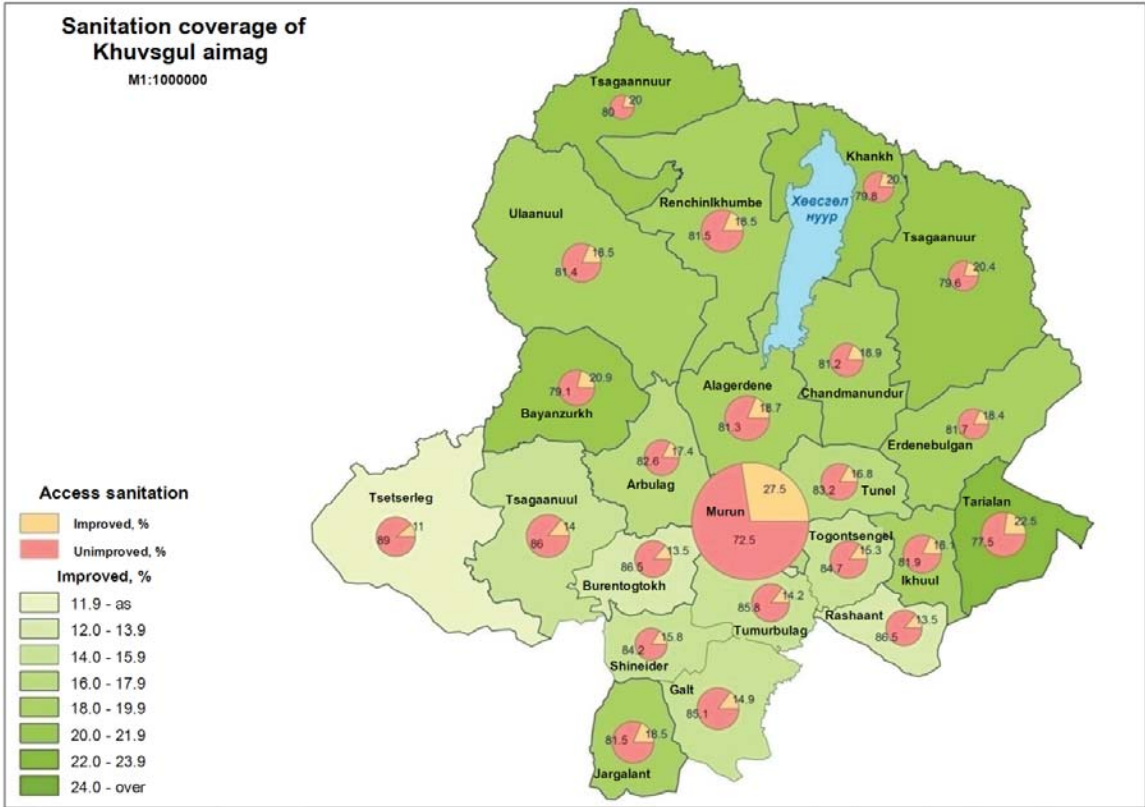 Sanitation coverage of
Khuvsgul aimag
M1:1000000
Tsagaannuur
20
80
Khankh
20.1
79.8
Renchinlkhumbe
18.5
81.5
Хөвсгөл
нуур
Ulaanuul
18.5
81.4
Tsagaanuur
20.4
79.6
Bayanzurkh
20.9
79.1
Alagerdene
18.7
81.3
Chandmanundur
18.9
81.2
Erdenebulgan
18.4
81.7
Arbulag
17.4
82.6
Tunel
16.8
83.2
Tsetserleg
11
89
Tsagaanuul
14
86
Murun
27.5
72.5
Tarialan
22.5
77.5
Togontsengel
15.3
84.7
Ikhuul
18.1
81.9
Burentogtokh
13.5
86.5
Tumurbulag
14.2
85.8
Rashaant
13.5
86.5
Shineider
15.8
84.2
Galt
14.9
85.1
Jargalant
18.5
81.5
Access sanitation
Improved, %
Unimproved, %
Improved, %
11.9 - as
12.0 - 13.9
14.0 - 15.9
16.0 - 17.9
18.0 - 19.9
20.0 - 21.9
22.0 - 23.9
24.0 - over